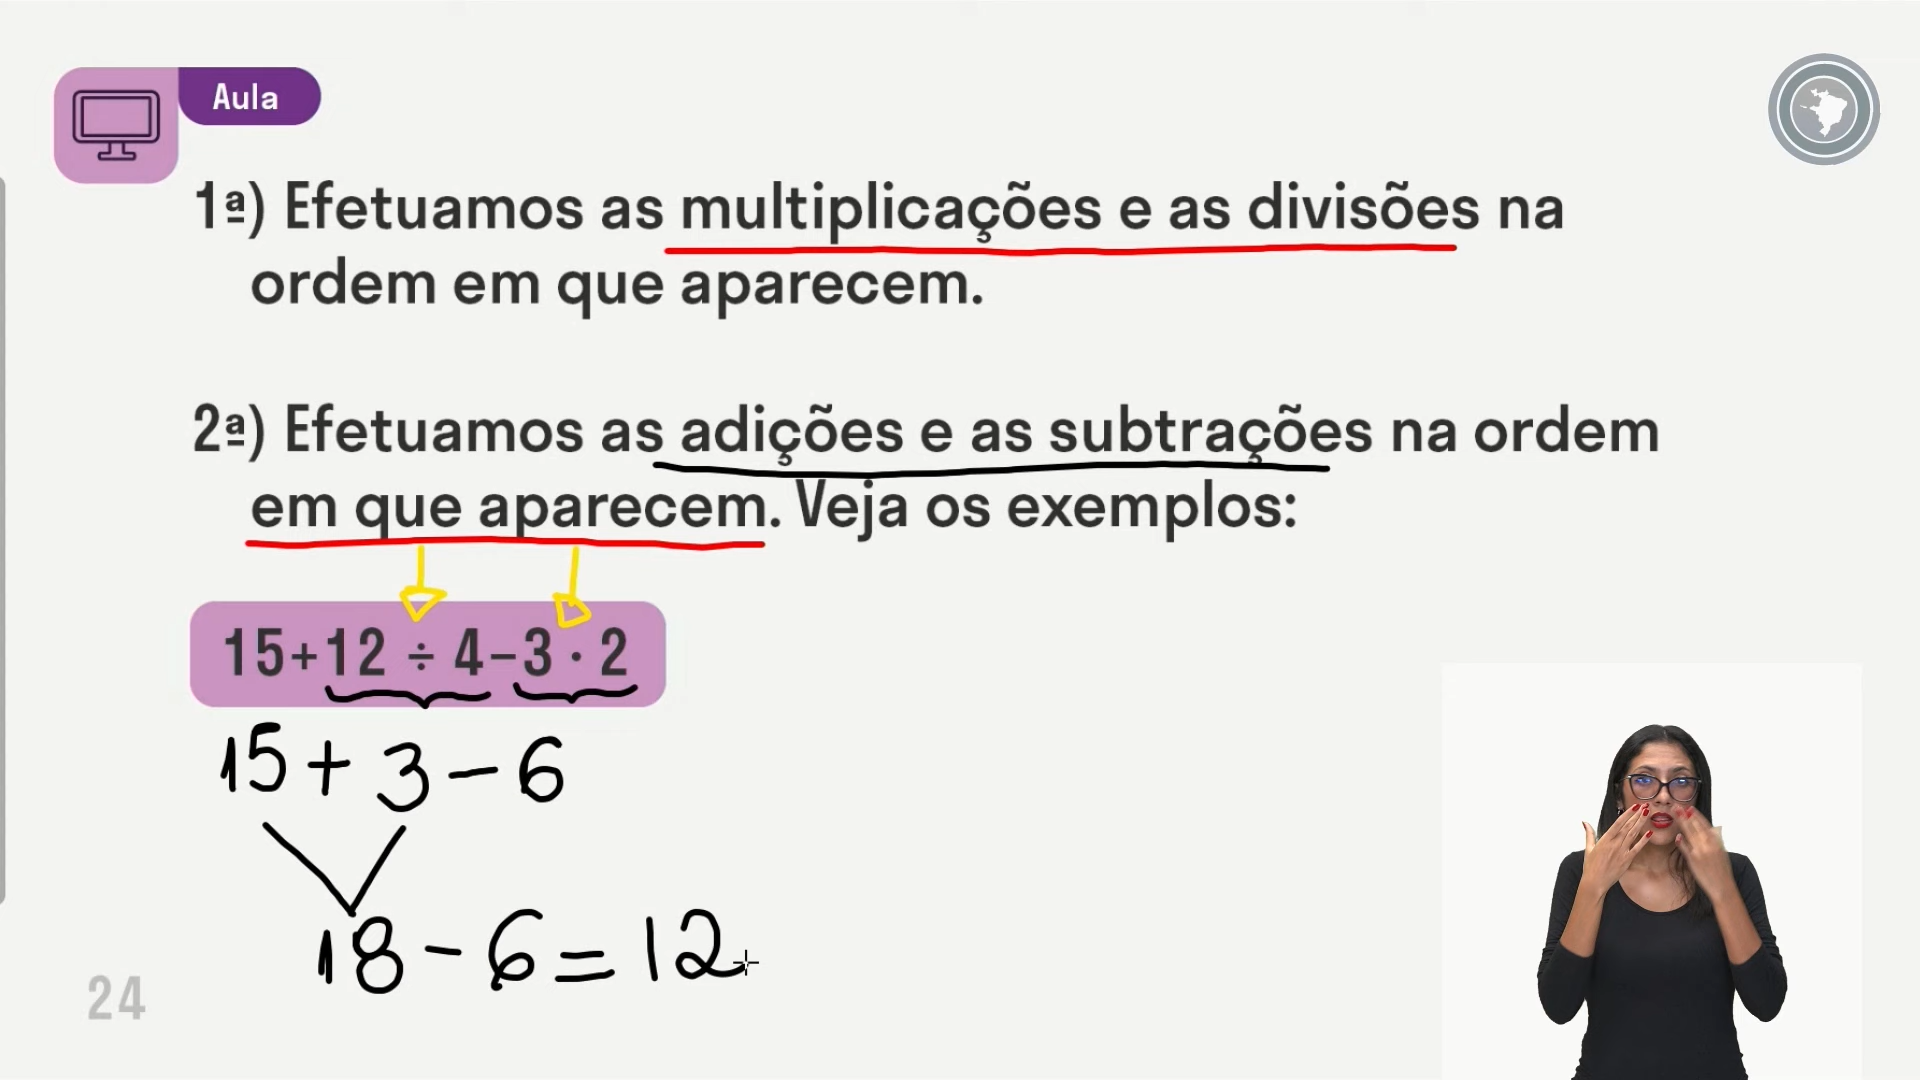 Aula
1ª) Efetuamos as multiplicações e as divisões na
ordem em que aparecem.
2ª) Efetuamos as adições e as subtrações na ordem
em que aparecem. Veja os exemplos:
15+12 ÷ 4–3 · 2
15 + 3 – 6
18 - 6 = 12
24